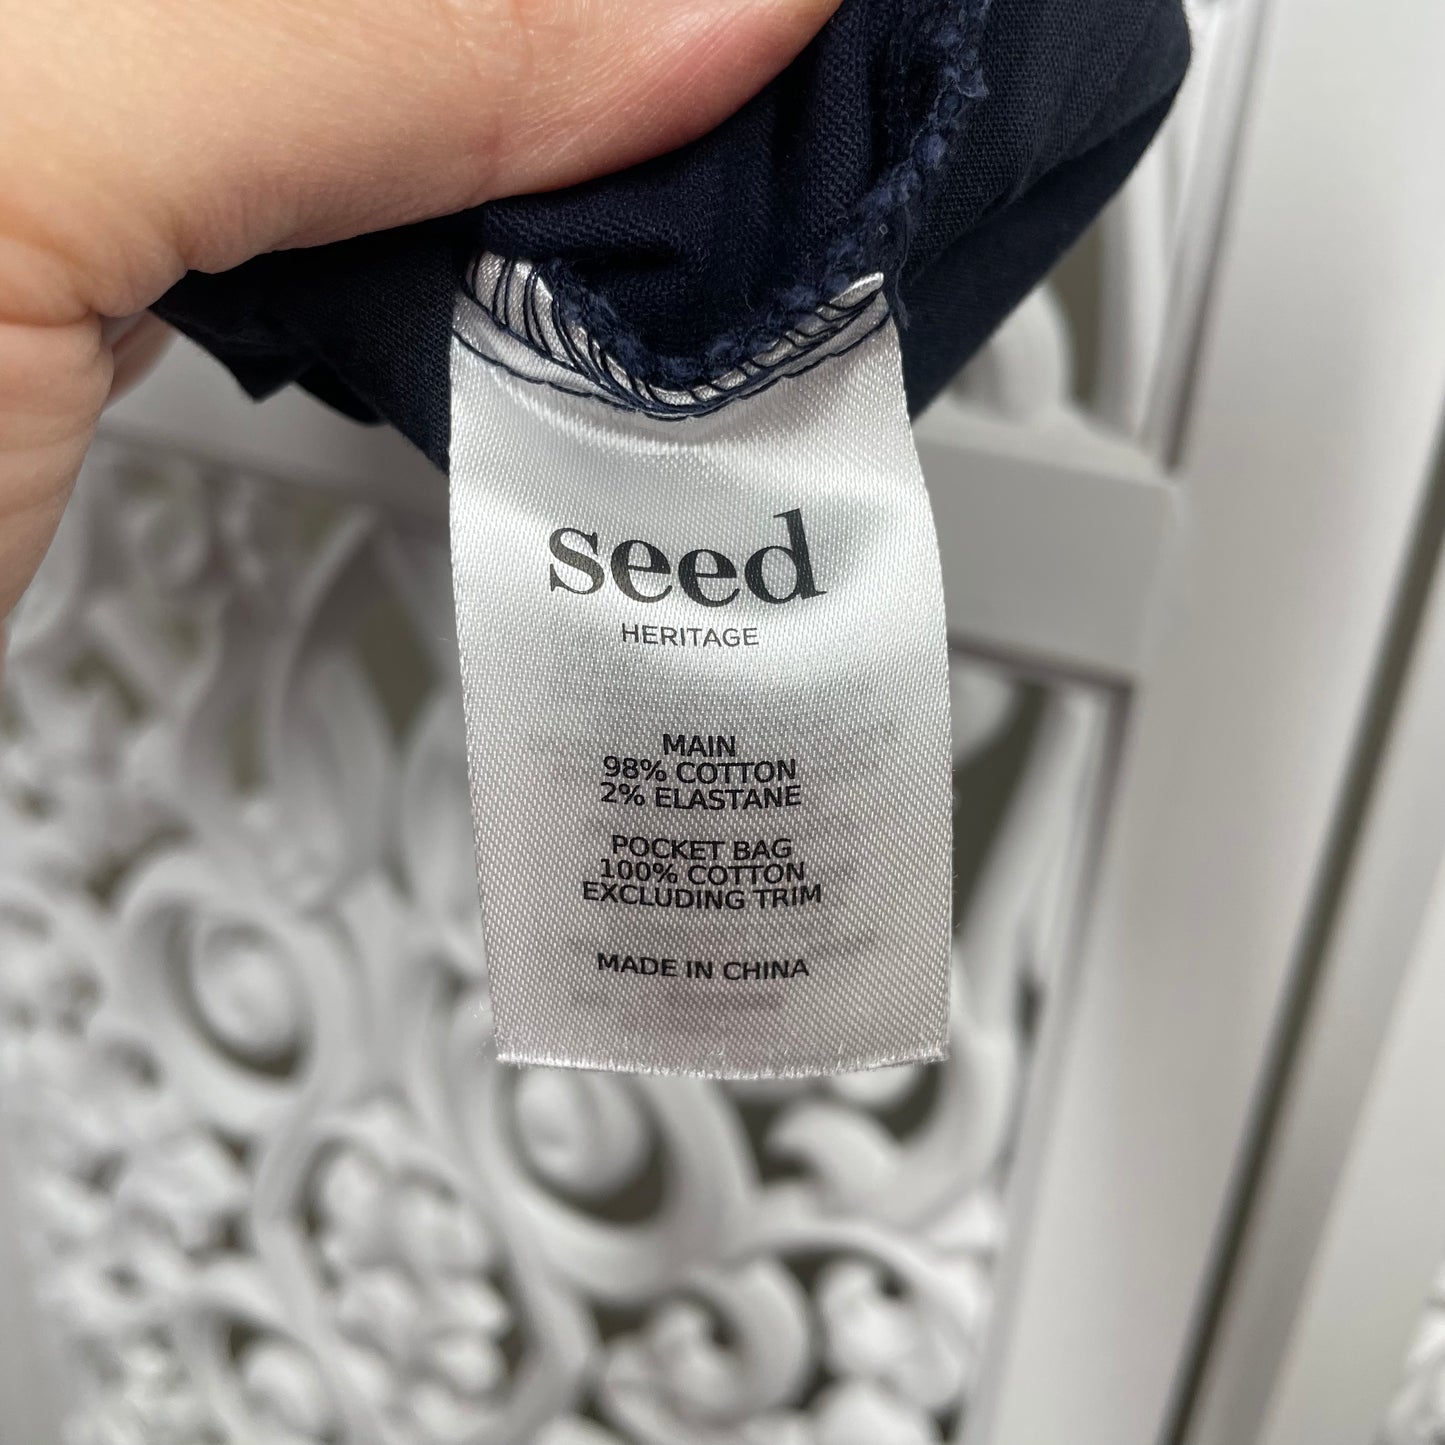 seed
HERITAGE
MAIN
98% COTTON
2% ELASTANE
POCKET BAG
100% COTTON
EXCLUDING TRIM
MADE IN CHINA